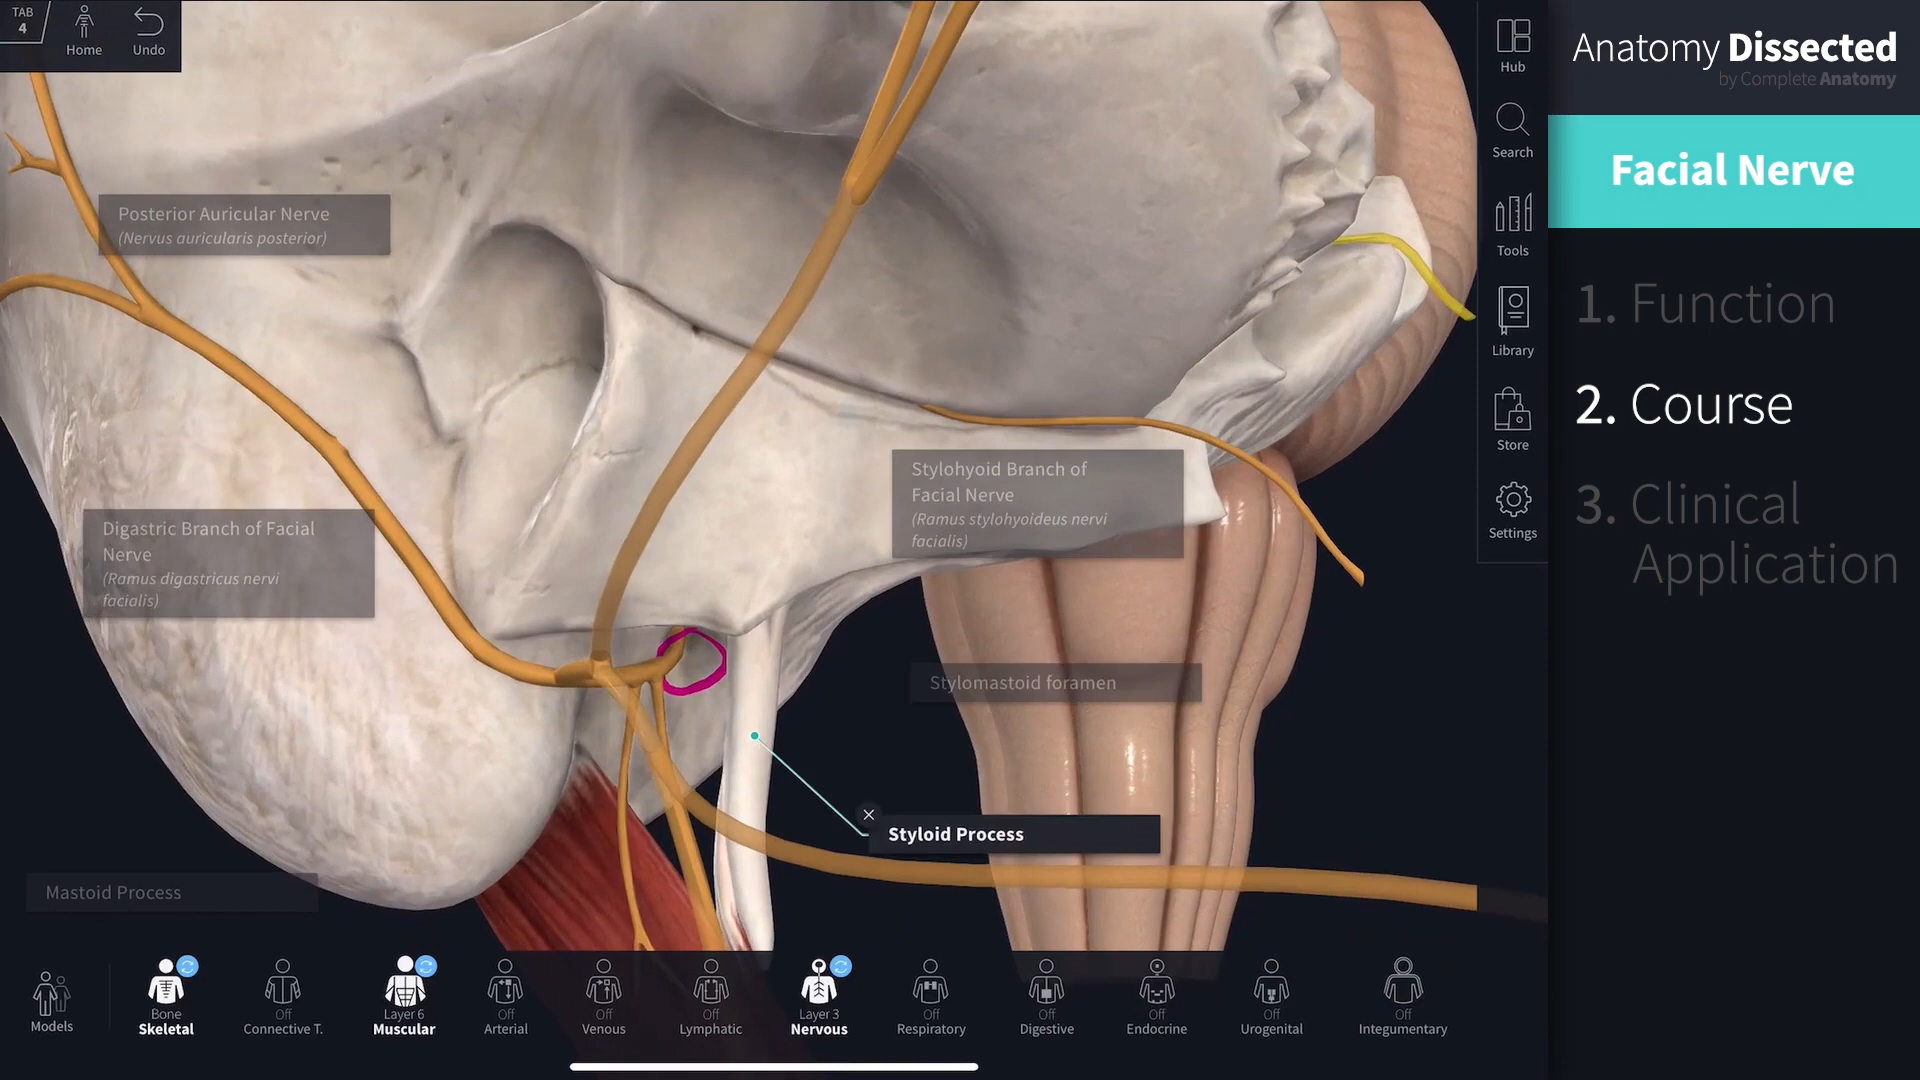 TAB
4
Home
Undo
Posterior Auricular Nerve
(Nervus auricularis posterior)
Digastric Branch of Facial
Nerve
(Ramus digastricus nervi
facialis)
Stylohyoid Branch of
Facial Nerve
(Ramus stylohyoideus nervi
facialis)
Stylomastoid foramen
Styloid Process
Mastoid Process
Hub
Search
Tools
Library
Store
Settings
Anatomy Dissected
by Complete Anatomy
Facial Nerve
1. Function
2. Course
3. Clinical
Application
Models
Bone
Skeletal
Off
Connective T.
Layer 6
Muscular
Off
Arterial
Off
Venous
Off
Lymphatic
Layer 3
Nervous
Off
Respiratory
Off
Digestive
Off
Endocrine
Off
Urogenital
Off
Integumentary